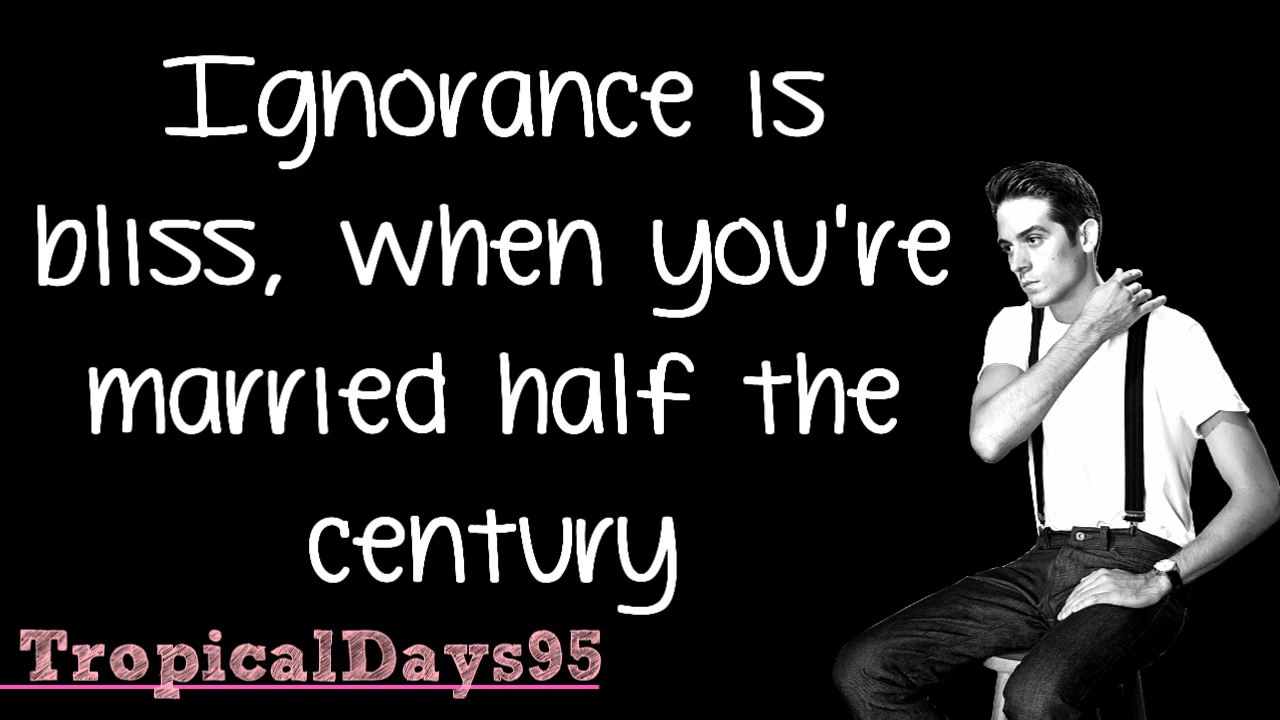 Ignorance is
bliss, when you're
married half the
century
TropicalDays95